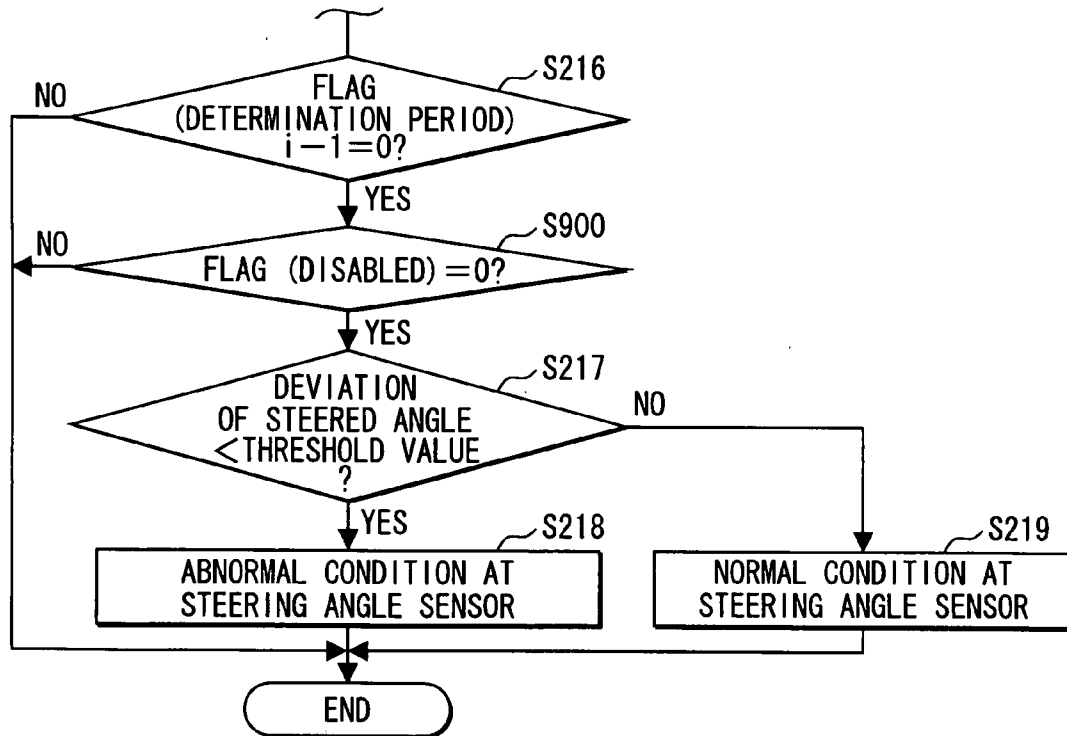 S216
FLAG
(DETERMINATION PERIOD)
i-1=0?
NO
YES
S900
NO
FLAG (DISABLED)=0?
YES
S217
DEVIATION
OF STEERED ANGLE
<THRESHOLD VALUE
?
NO
YES
S218
ABNORMAL CONDITION AT
STEERING ANGLE SENSOR
S219
NORMAL CONDITION AT
STEERING ANGLE SENSOR
END